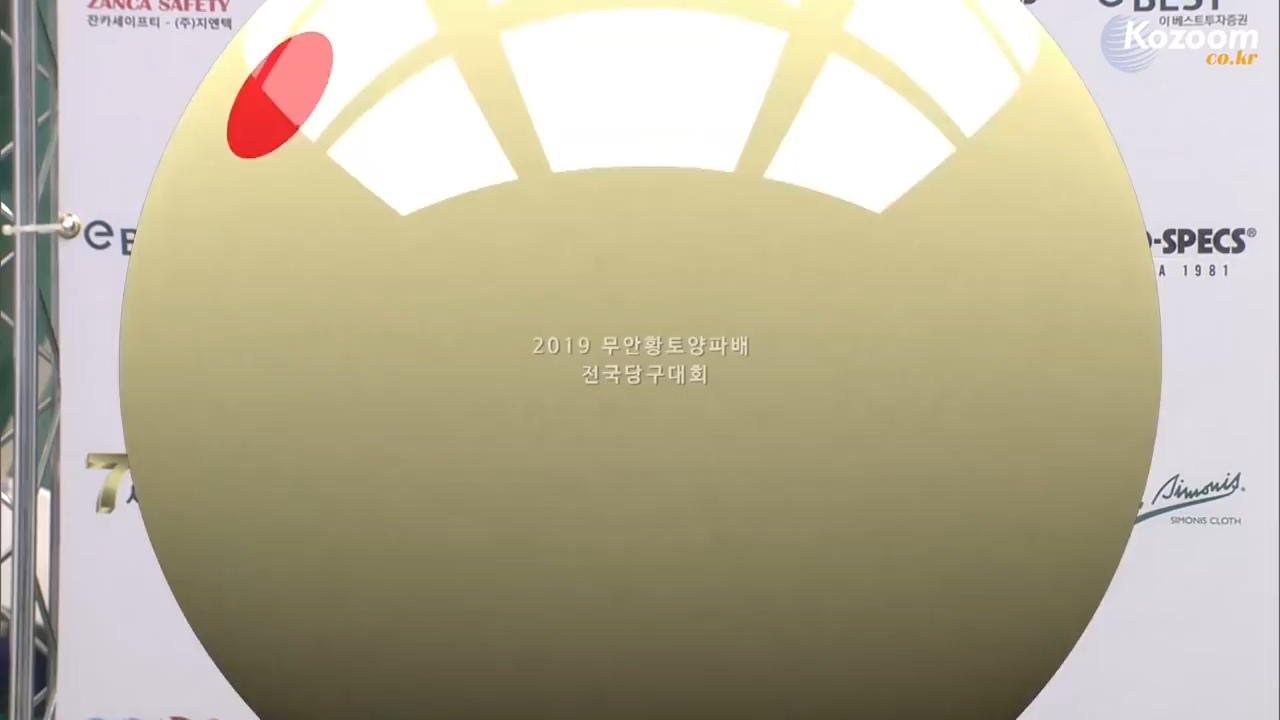 ZANCA SAFETY
잔카세이프티 - (주)지엔텍
BEST
이베스트투자증권
Kozoom
co.kr
e
-SPECS®
1981
2019 무안황토양파배
전국당구대회
7
Simonis
SIMONIS CLOTH